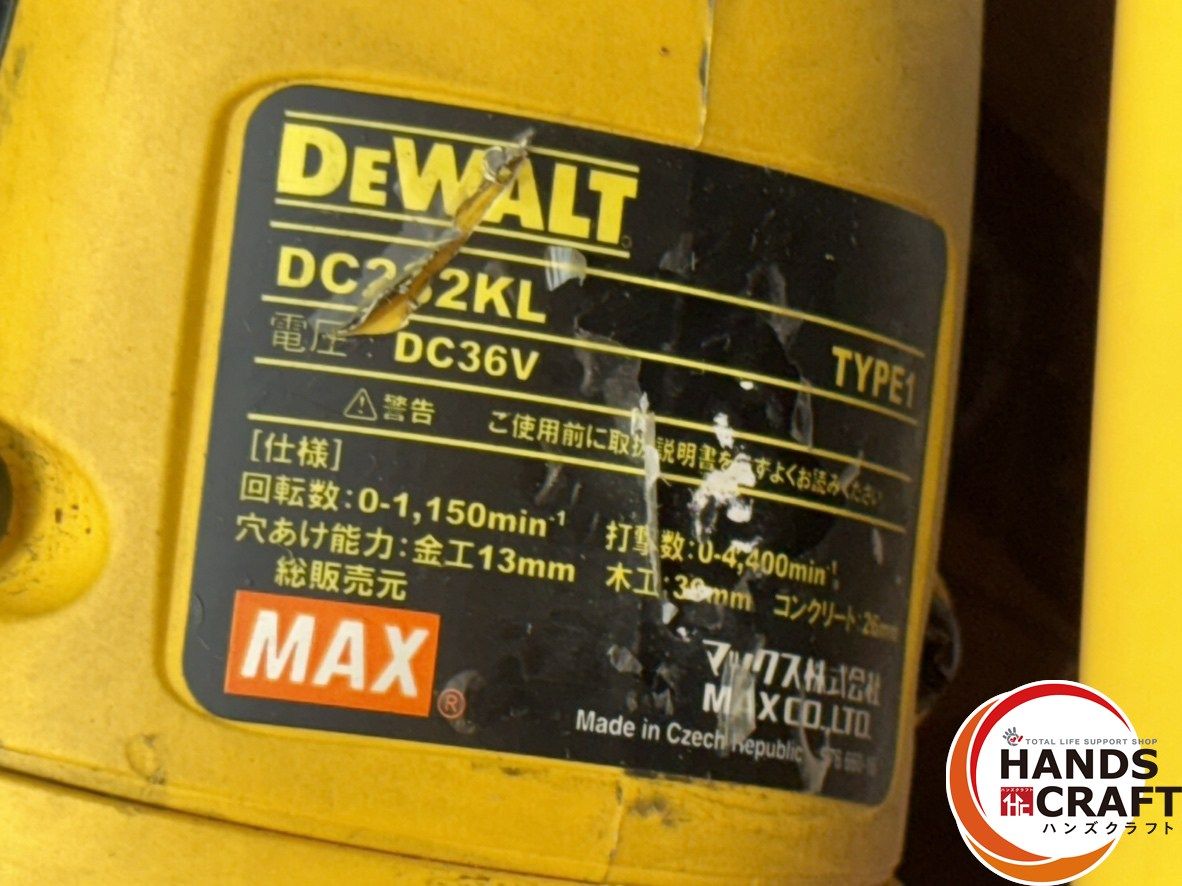 DEWALT
DC232KL
TYPE1
電圧: DC36V
警告 ご使用前に取扱説明書を必ずよくお読みください
[仕様]
回転数:0-1,150min-1 打撃数:0-4,400min-1
穴あけ能力:金工13mm 木工: コンクリート:26mm
総販売元
MAX®
マックス株式会社
MAX CO.,LTD.
Made in Czech Republic
TOTAL LIFE SUPPORT SHOP
HANDS
CRAFT
ハンズクラフト